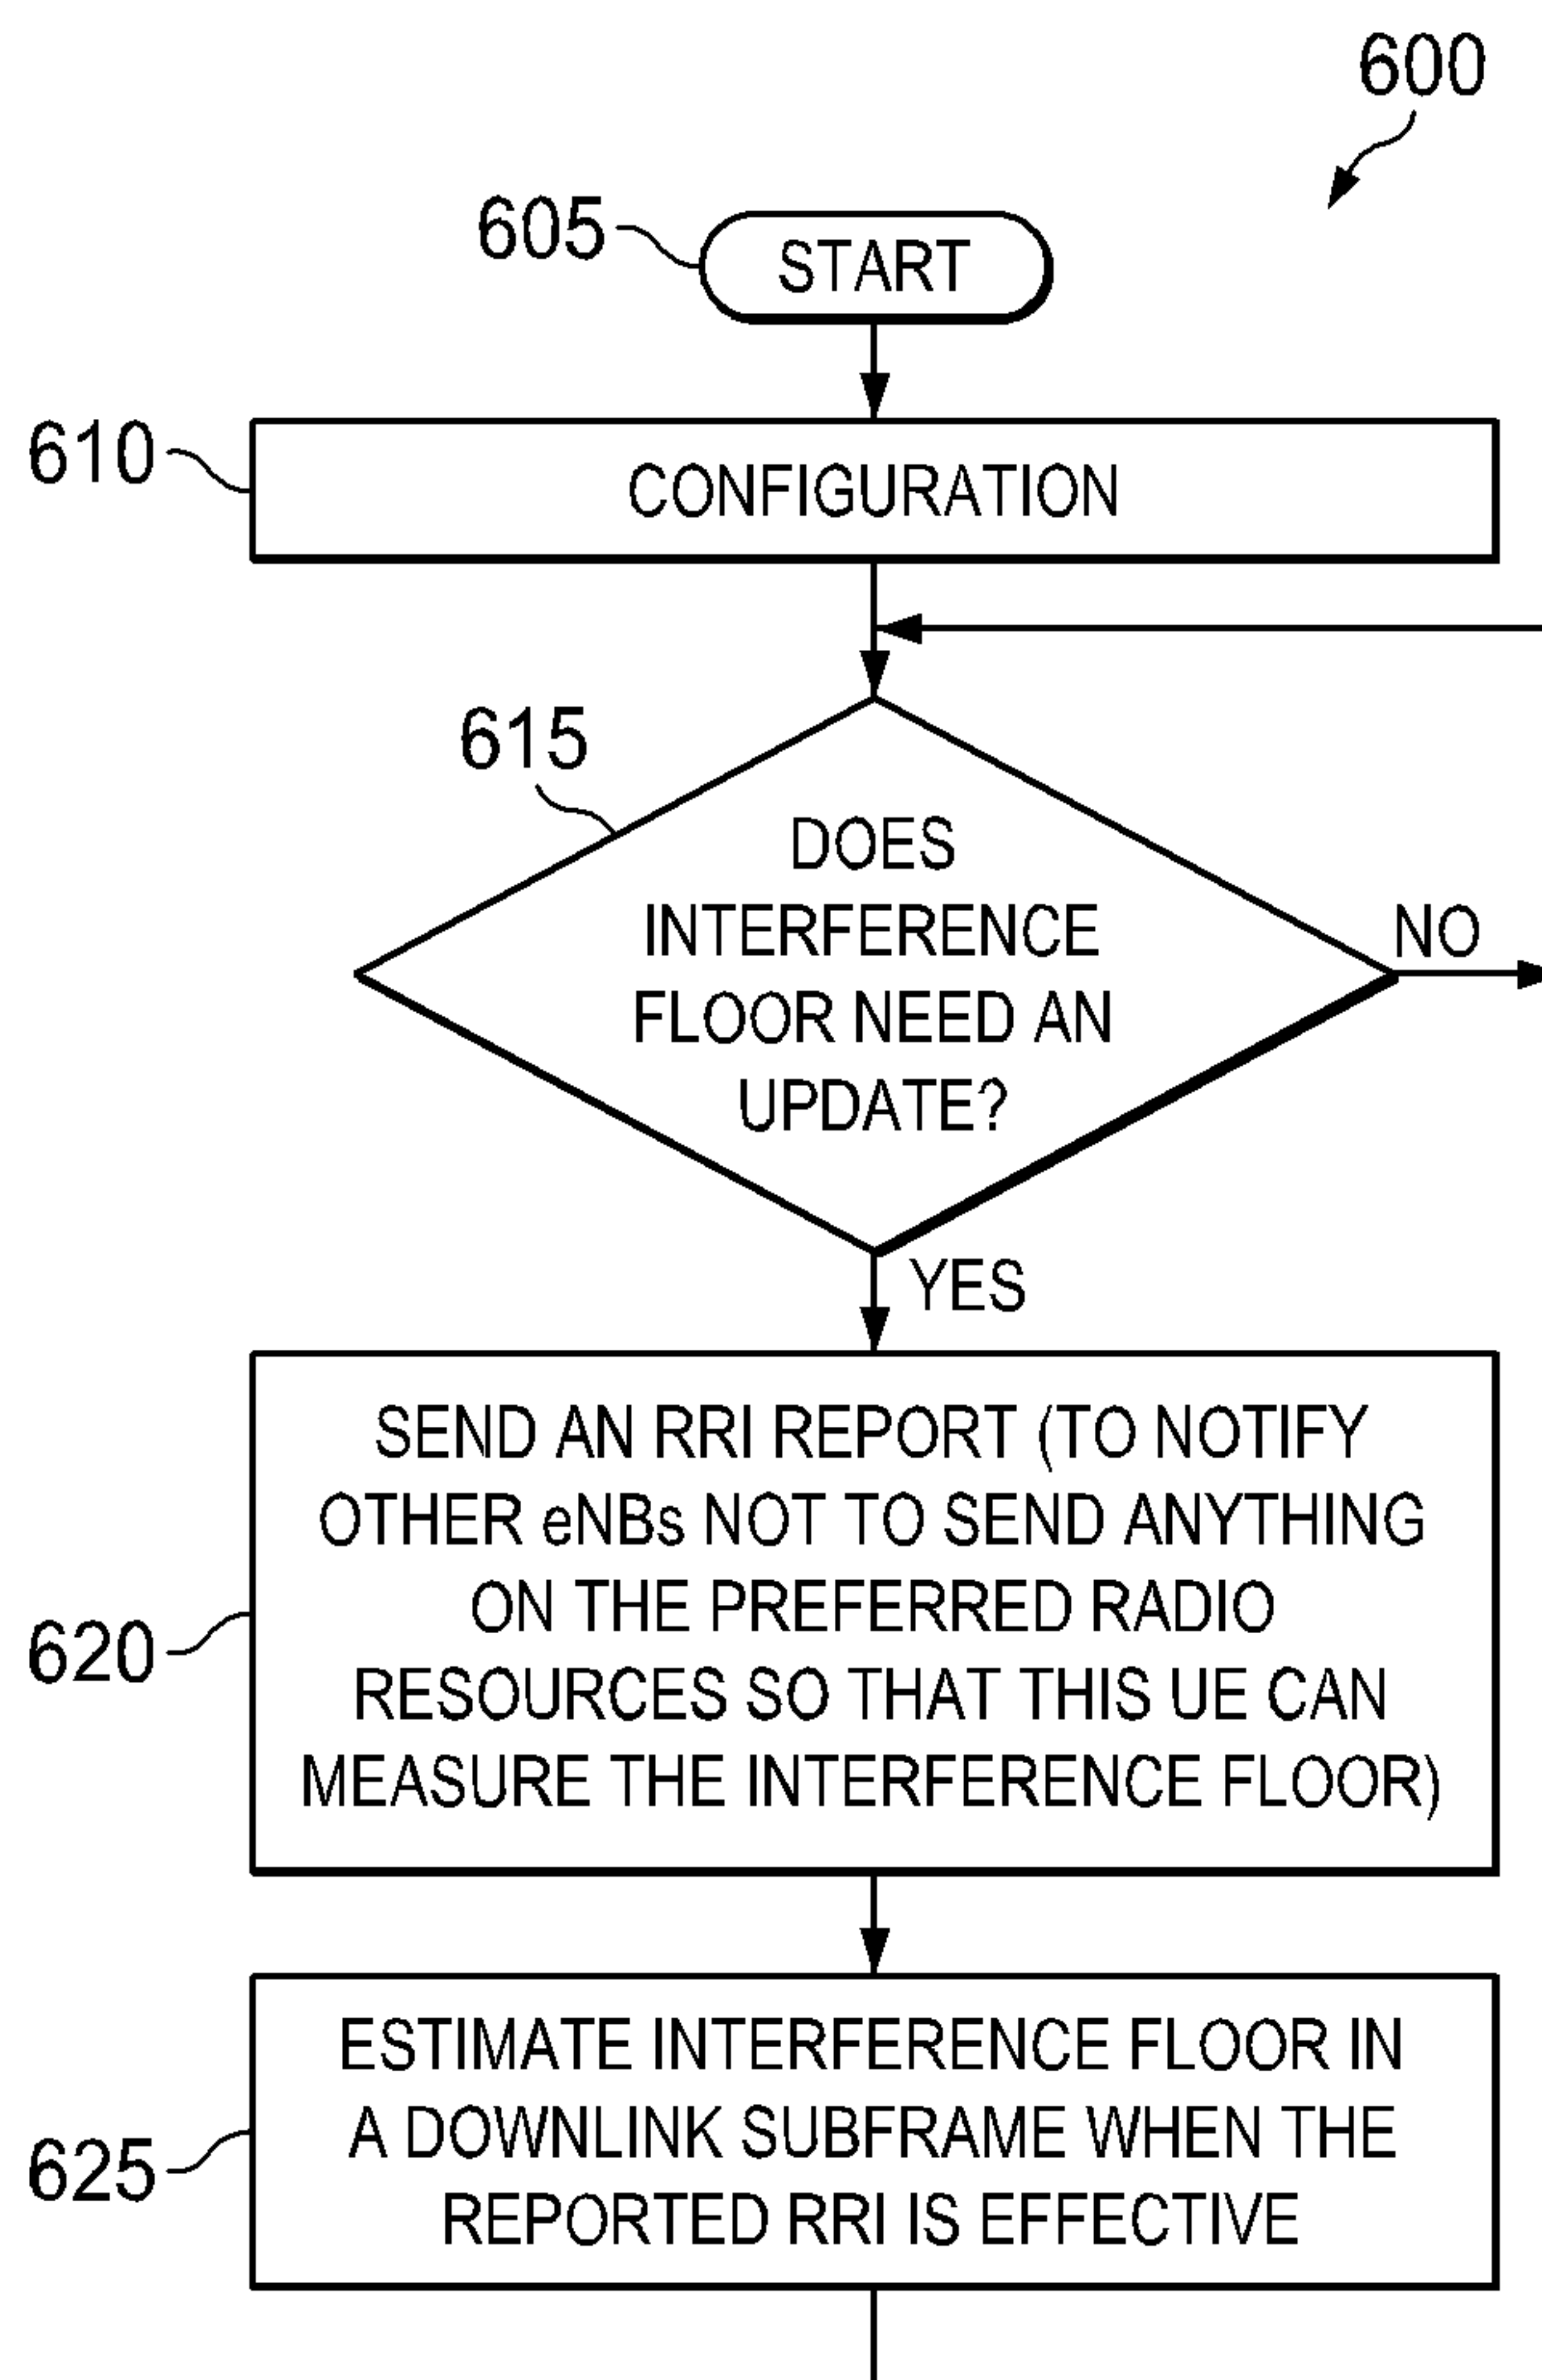 600
605
START
610
CONFIGURATION
615
DOES
INTERFERENCE
FLOOR NEED AN
UPDATE?
NO
YES
620
SEND AN RRI REPORT (TO NOTIFY
OTHER eNBs NOT TO SEND ANYTHING
ON THE PREFERRED RADIO
RESOURCES SO THAT THIS UE CAN
MEASURE THE INTERFERENCE FLOOR)
625
ESTIMATE INTERFERENCE FLOOR IN
A DOWNLINK SUBFRAME WHEN THE
REPORTED RRI IS EFFECTIVE